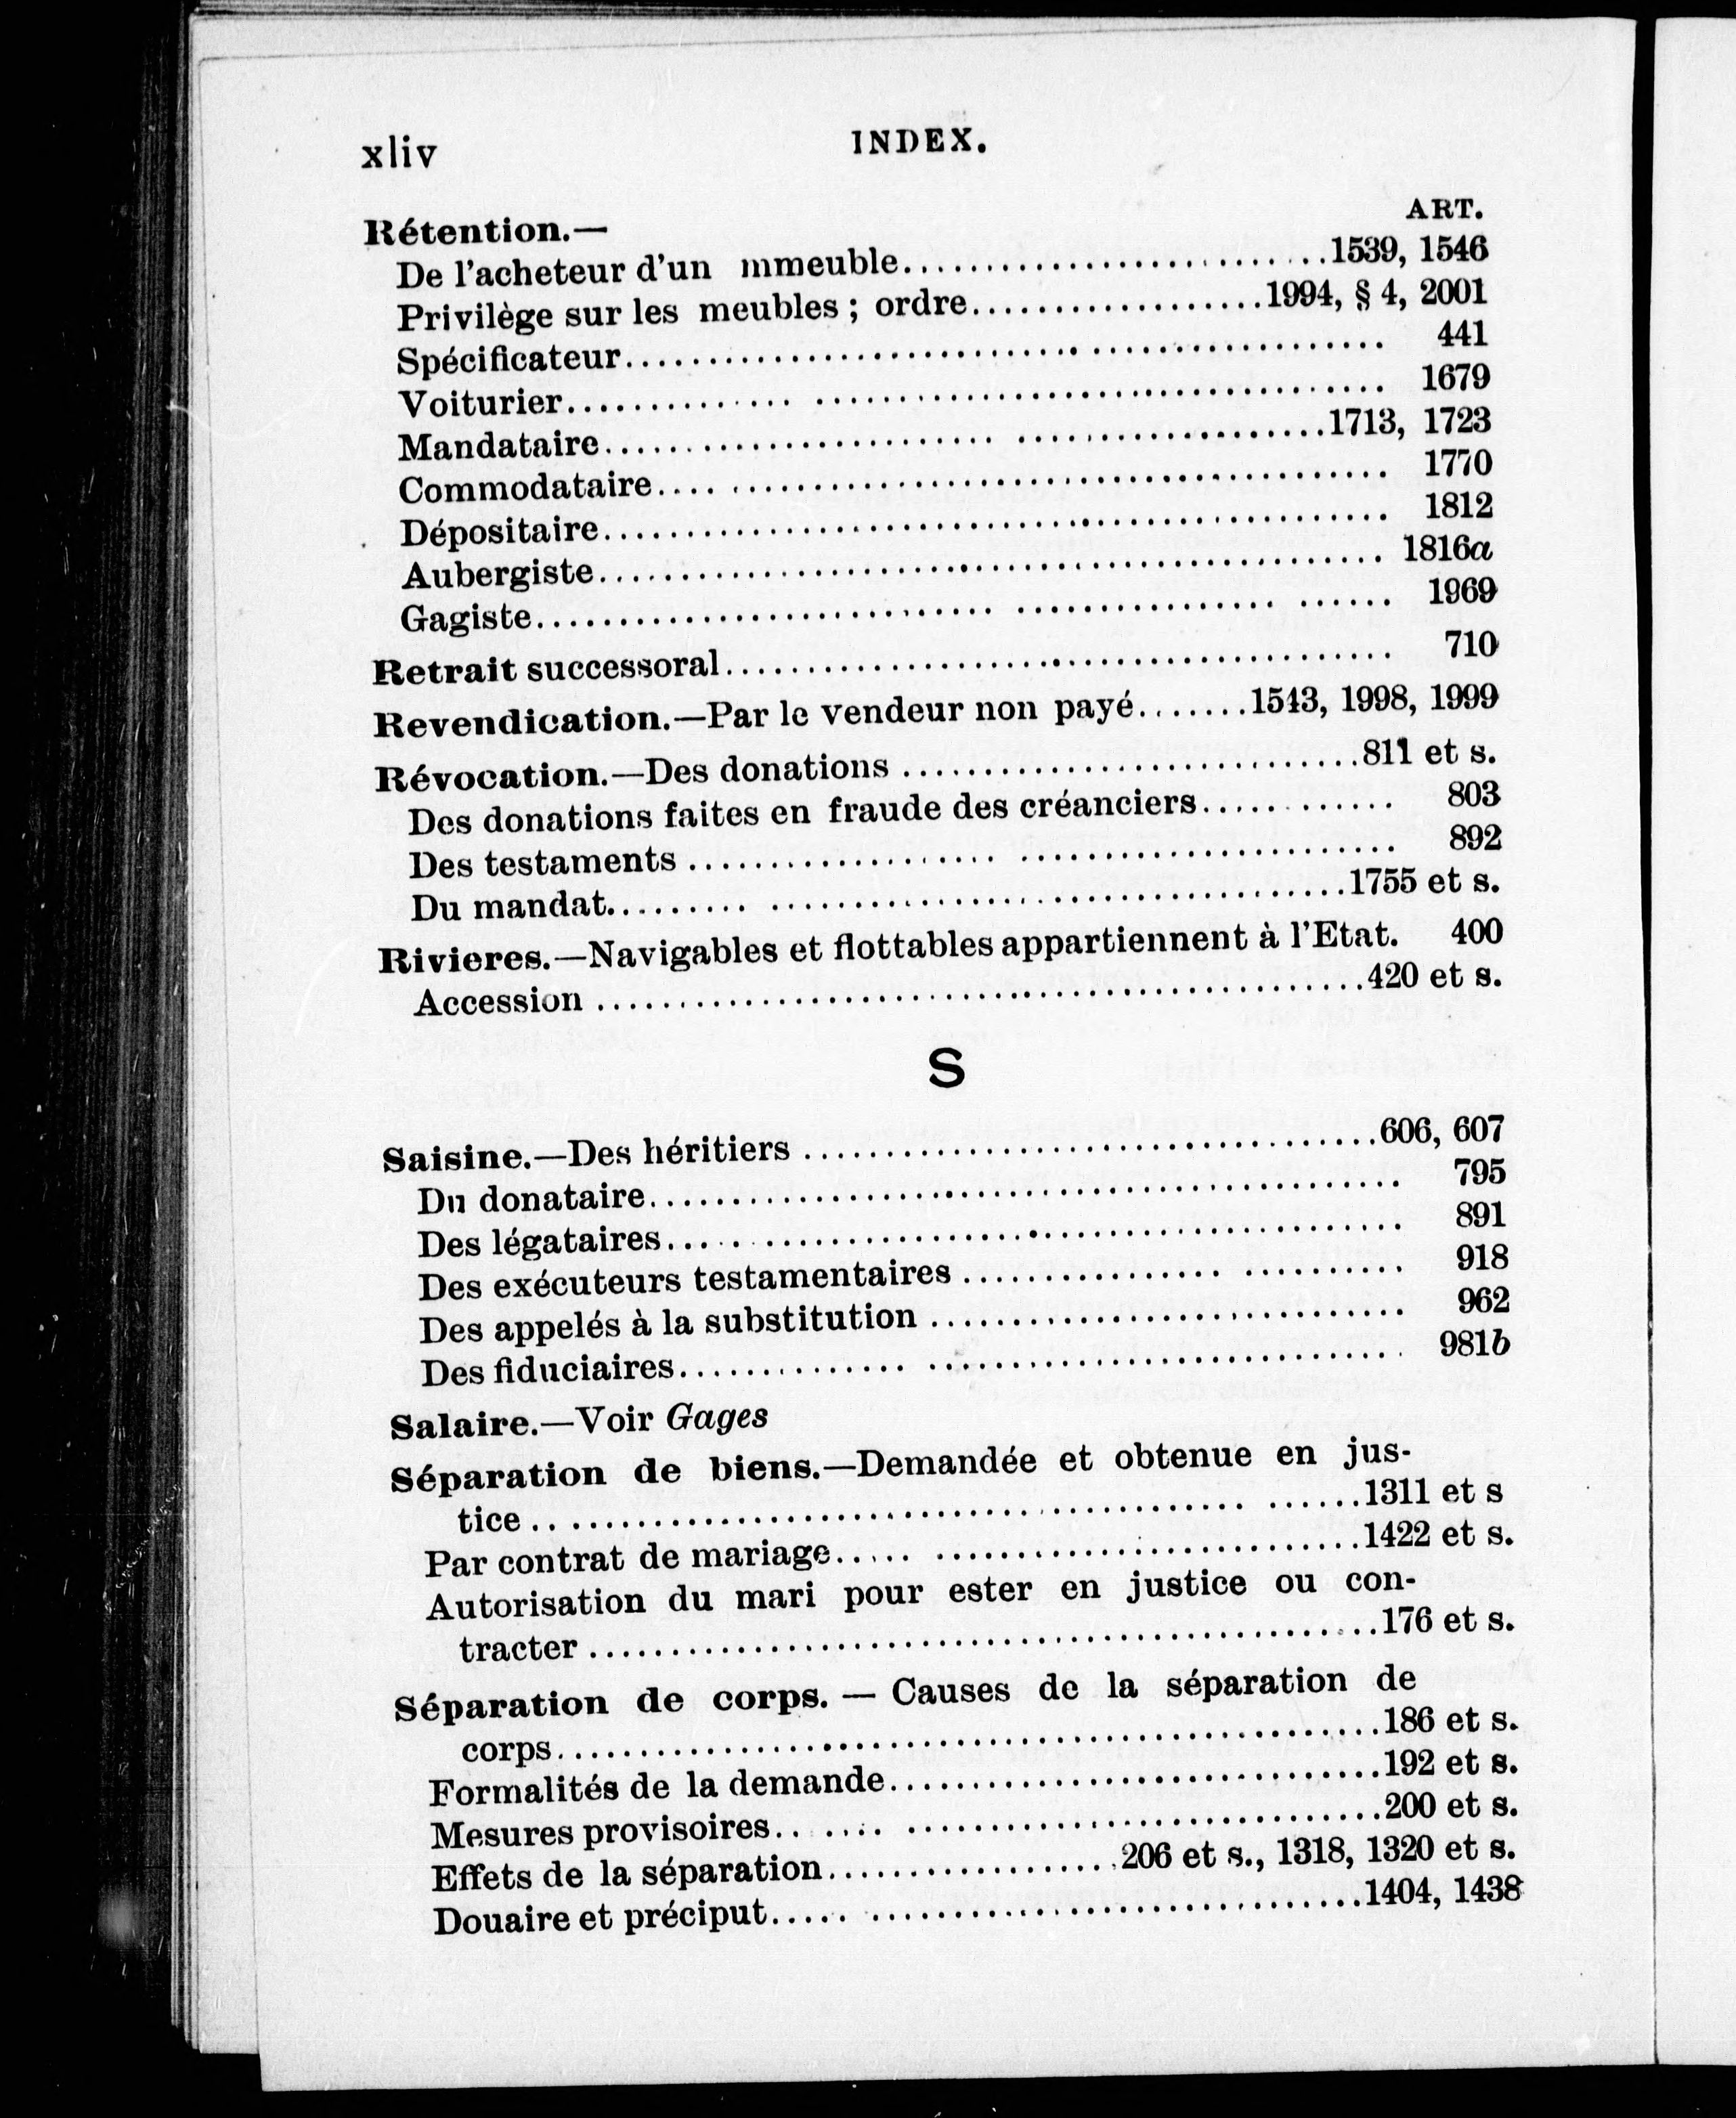 xliv INDEX.
ART.
Rétention.—
De l'acheteur d'un mmeuble..........................1539, 1546
Privilège sur les meubles ; ordre..................1994, § 4, 2001
Spécificateur.............................................. 441
Voiturier.............. ................................... 1679
Mandataire........................ ...................1713, 1723
Commodataire.... ........................................ 1770
Dépositaire................................................ 1812
Aubergiste................................................ 1816a
Gagiste............................ ................ ...... 1969
Retrait successoral......................................... 710
Revendication.—Par le vendeur non payé.......1543, 1998, 1999
Révocation.—Des donations ............................811 et s.
Des donations faites en fraude des créanciers............ 803
Des testaments ................... ....................... 892
Du mandat......... ...................................1755 et s.
Rivieres.—Navigables et flottables appartiennent à l'Etat. 400
Accession ...............................................420 et s.
S
Saisine.—Des héritiers ...................................606, 607
Du donataire.............................................. 795
Des légataires..... ....................................... 891
Des exécuteurs testamentaires ................ .......... 918
Des appelés à la substitution ............................. 962
Des fiduciaires.............. ............................. 981b
Salaire.—Voir Gages
Séparation de biens.—Demandée et obtenue en jus-
tice .. ......................................... ......1311 et s
Par contrat de mariage..... ..........................1422 et s.
Autorisation du mari pour ester en justice ou con-
tracter ................................................176 et s.
Séparation de corps. — Causes de la séparation de
corps..................................................186 et s.
Formalités de la demande..............................192 et s.
Mesures provisoires.. .... .............................200 et s.
Effets de la séparation..................206 et s., 1318, 1320 et s.
Douaire et préciput..... ..............................1404, 1438